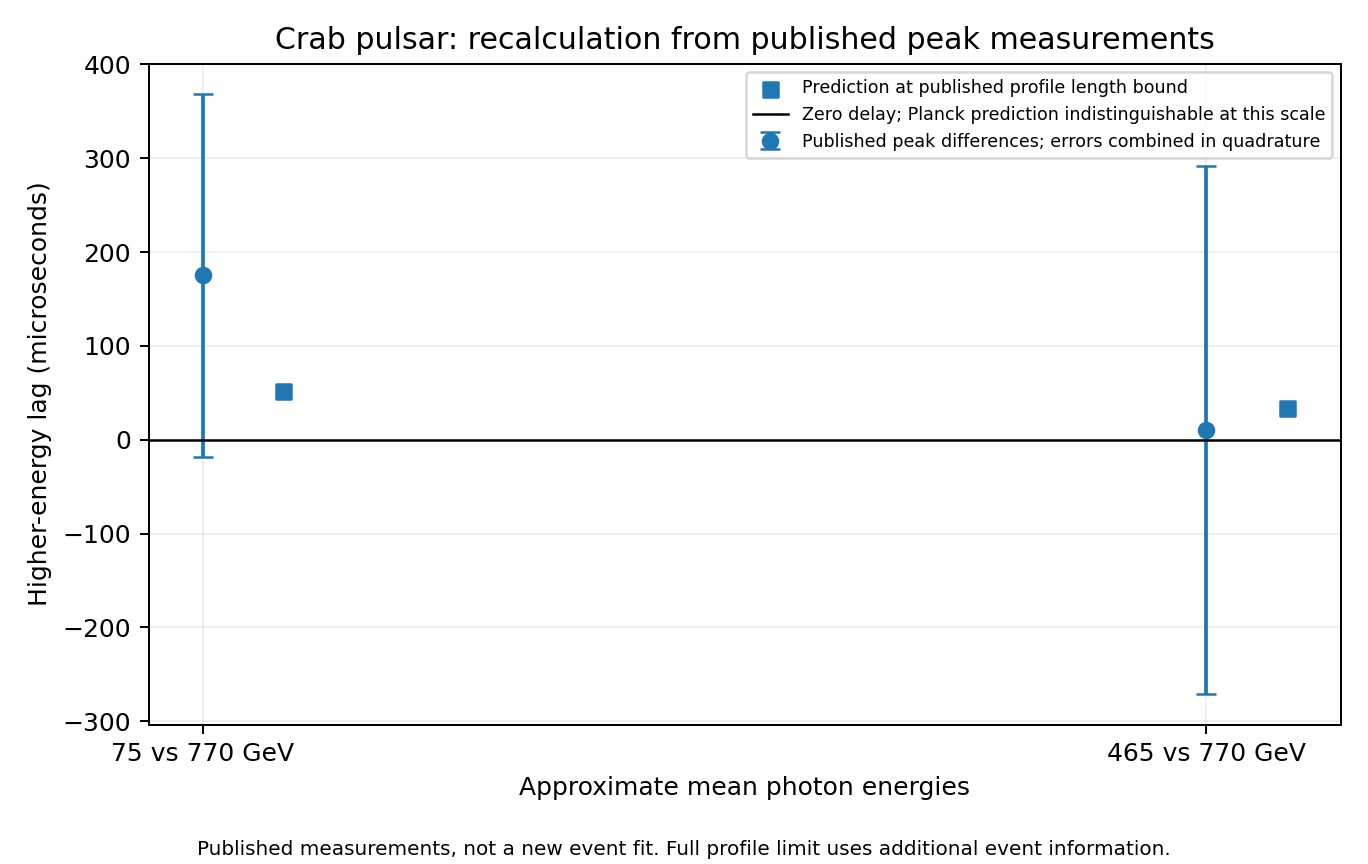 Crab pulsar: recalculation from published peak measurements
Prediction at published profile length bound
Zero delay; Planck prediction indistinguishable at this scale
Published peak differences; errors combined in quadrature
Higher-energy lag (microseconds)
400
300
200
100
0
−100
−200
−300
75 vs 770 GeV
465 vs 770 GeV
Approximate mean photon energies
Published measurements, not a new event fit. Full profile limit uses additional event information.